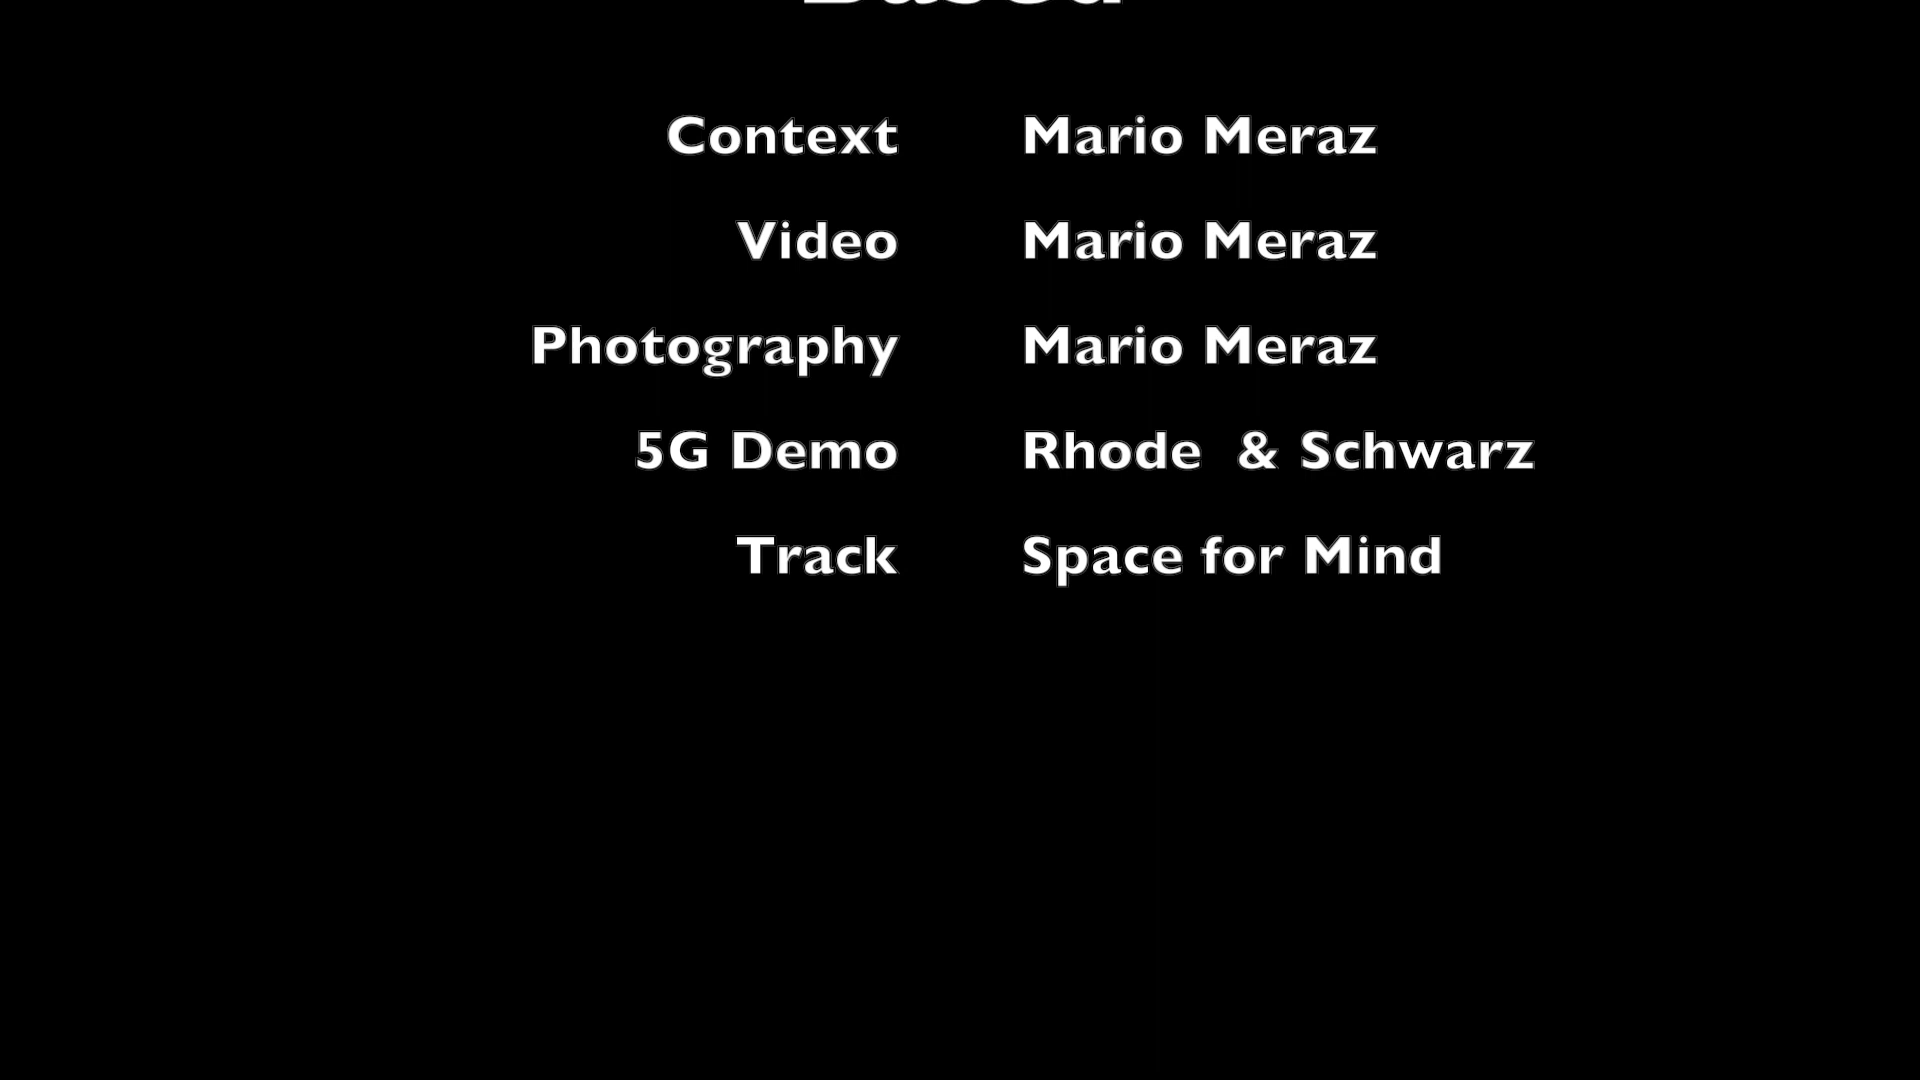 Context Mario Meraz
Video Mario Meraz
Photography Mario Meraz
5G Demo Rhode & Schwarz
Track Space for Mind